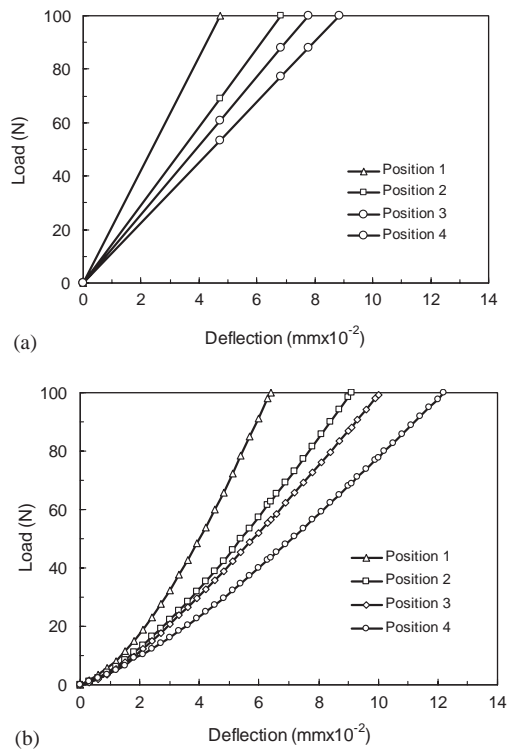 100
80
60
40
20
0
Load (N)
Position 1
Position 2
Position 3
Position 4
0 2 4 6 8 10 12 14
Deflection (mmx10-2)
(a)
100
80
60
40
20
0
Load (N)
Position 1
Position 2
Position 3
Position 4
0 2 4 6 8 10 12 14
Deflection (mmx10-2)
(b)